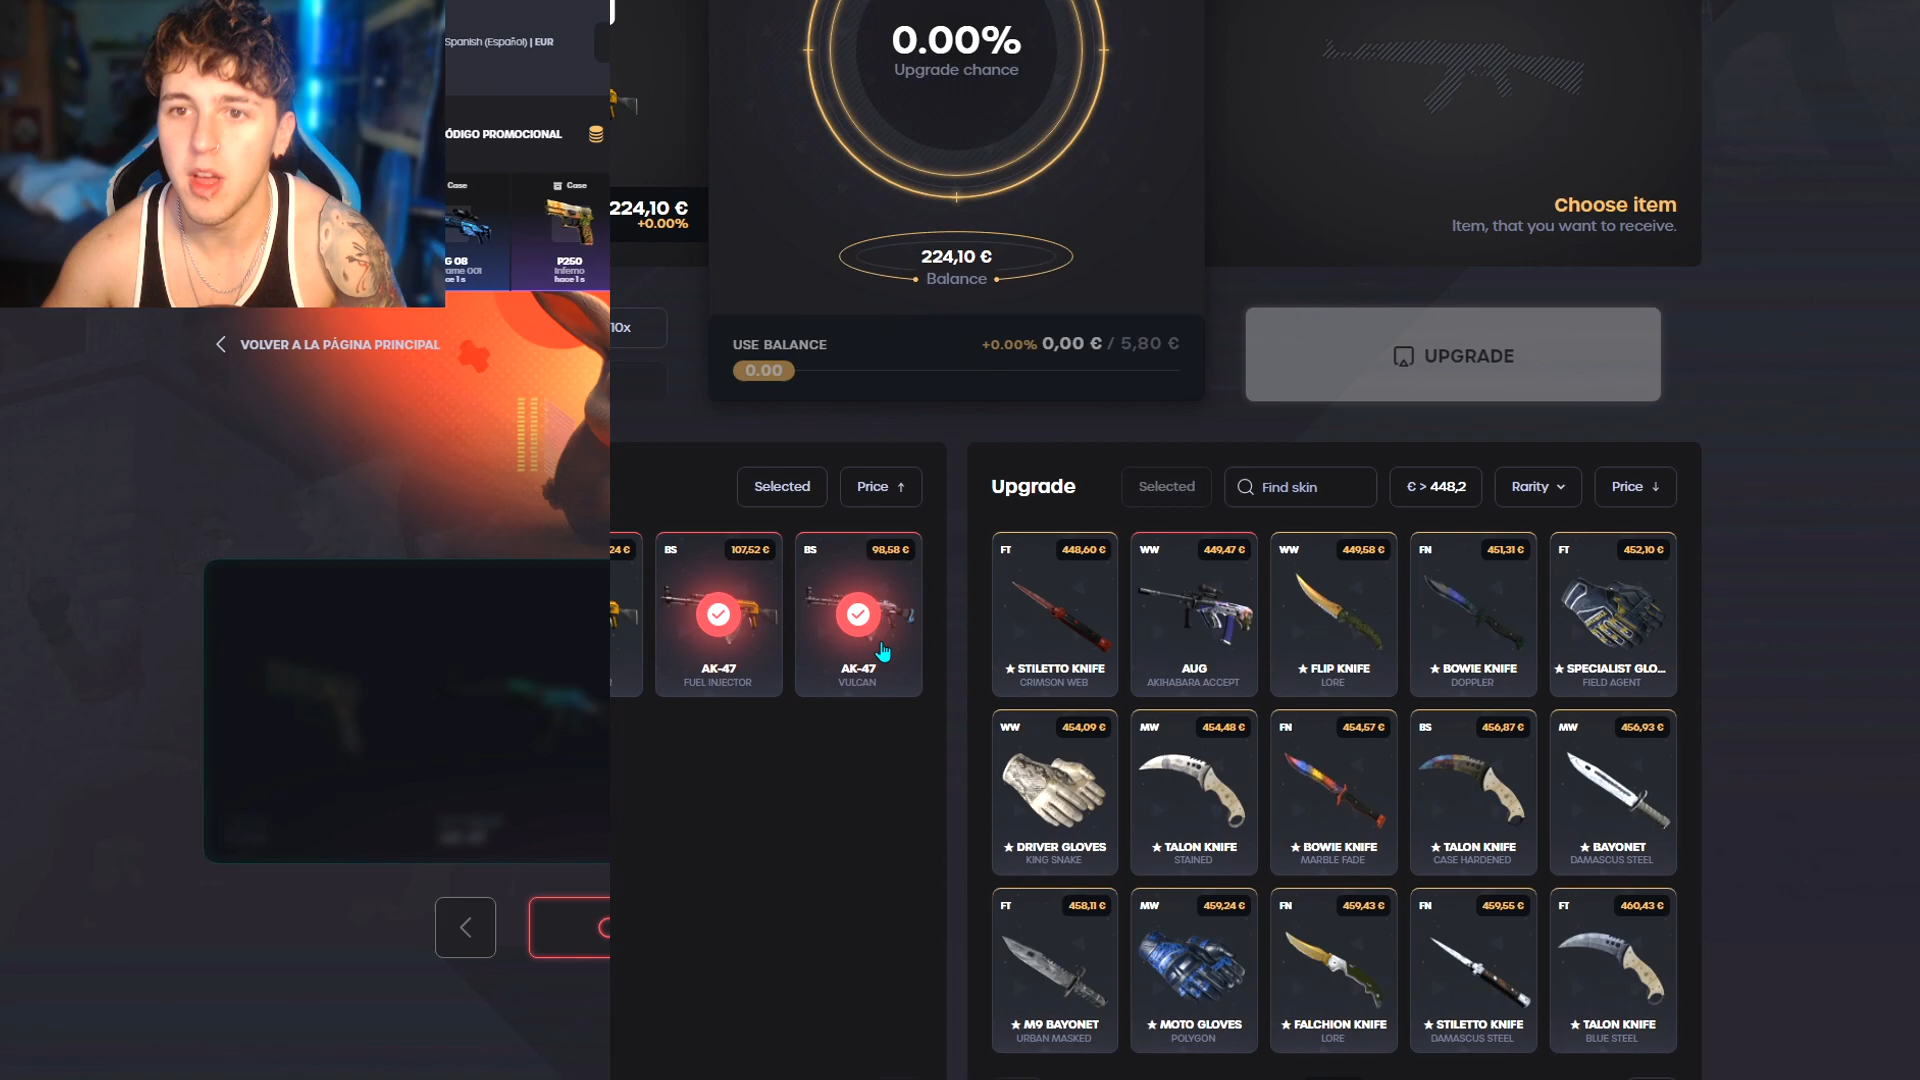 Spanish (Español) | EUR
ÓDIGO PROMOCIONAL
Case
Case
G 08
ame 001
ce 1 s
P250
Inferno
hace 1 s
VOLVER A LA PÁGINA PRINCIPAL
0.00%
Upgrade chance
224,10 €
+0.00%
224,10 €
Balance
Choose item
Item, that you want to receive.
10x
USE BALANCE
+0.00% 0,00 € / 5,80 €
0.00
UPGRADE
Selected
Price ↑
24 €
BS 107,52 €
AK-47
FUEL INJECTOR
BS 98,58 €
AK-47
VULCAN
Upgrade
Selected
Find skin
€ > 448,2
Rarity
Price ↓
FT 448,60 €
★ STILETTO KNIFE
CRIMSON WEB
WW 449,47 €
AUG
AKIHABARA ACCEPT
WW 449,58 €
★ FLIP KNIFE
LORE
FN 451,31 €
★ BOWIE KNIFE
DOPPLER
FT 452,10 €
★ SPECIALIST GLO...
FIELD AGENT
WW 454,09 €
★ DRIVER GLOVES
KING SNAKE
MW 454,48 €
★ TALON KNIFE
STAINED
FN 454,57 €
★ BOWIE KNIFE
MARBLE FADE
BS 456,87 €
★ TALON KNIFE
CASE HARDENED
MW 456,93 €
★ BAYONET
DAMASCUS STEEL
FT 458,11 €
★ M9 BAYONET
URBAN MASKED
MW 459,24 €
★ MOTO GLOVES
POLYGON
FN 459,43 €
★ FALCHION KNIFE
LORE
FN 459,55 €
★ STILETTO KNIFE
DAMASCUS STEEL
FT 460,43 €
★ TALON KNIFE
BLUE STEEL